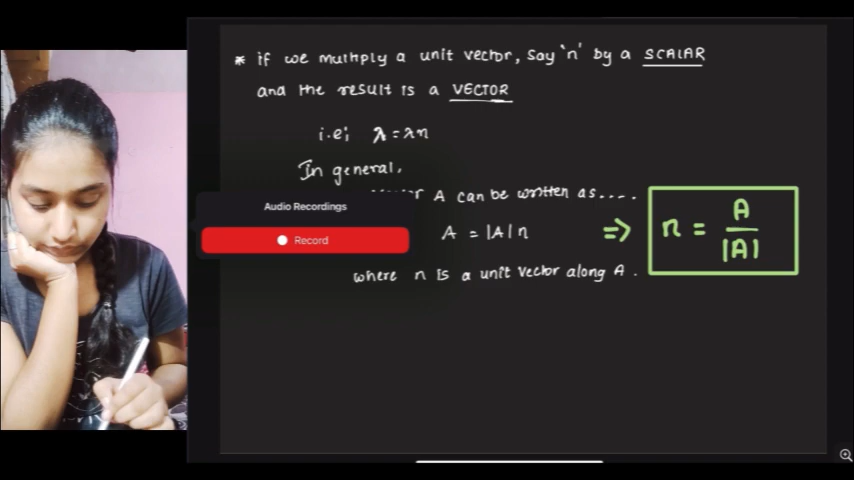 * if we multiply a unit vector, say 'n' by a SCALAR
and the result is a VECTOR
i.e; λ = λn
In general,
A can be written as....
Audio Recordings
Record
A = |A| n
=> n = A / |A|
where n is a unit vector along A.